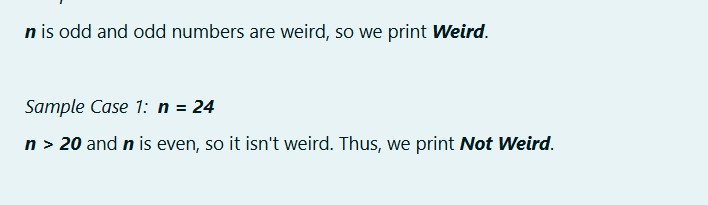 n is odd and odd numbers are weird, so we print Weird.
Sample Case 1: n = 24
n > 20 and n is even, so it isn't weird. Thus, we print Not Weird.